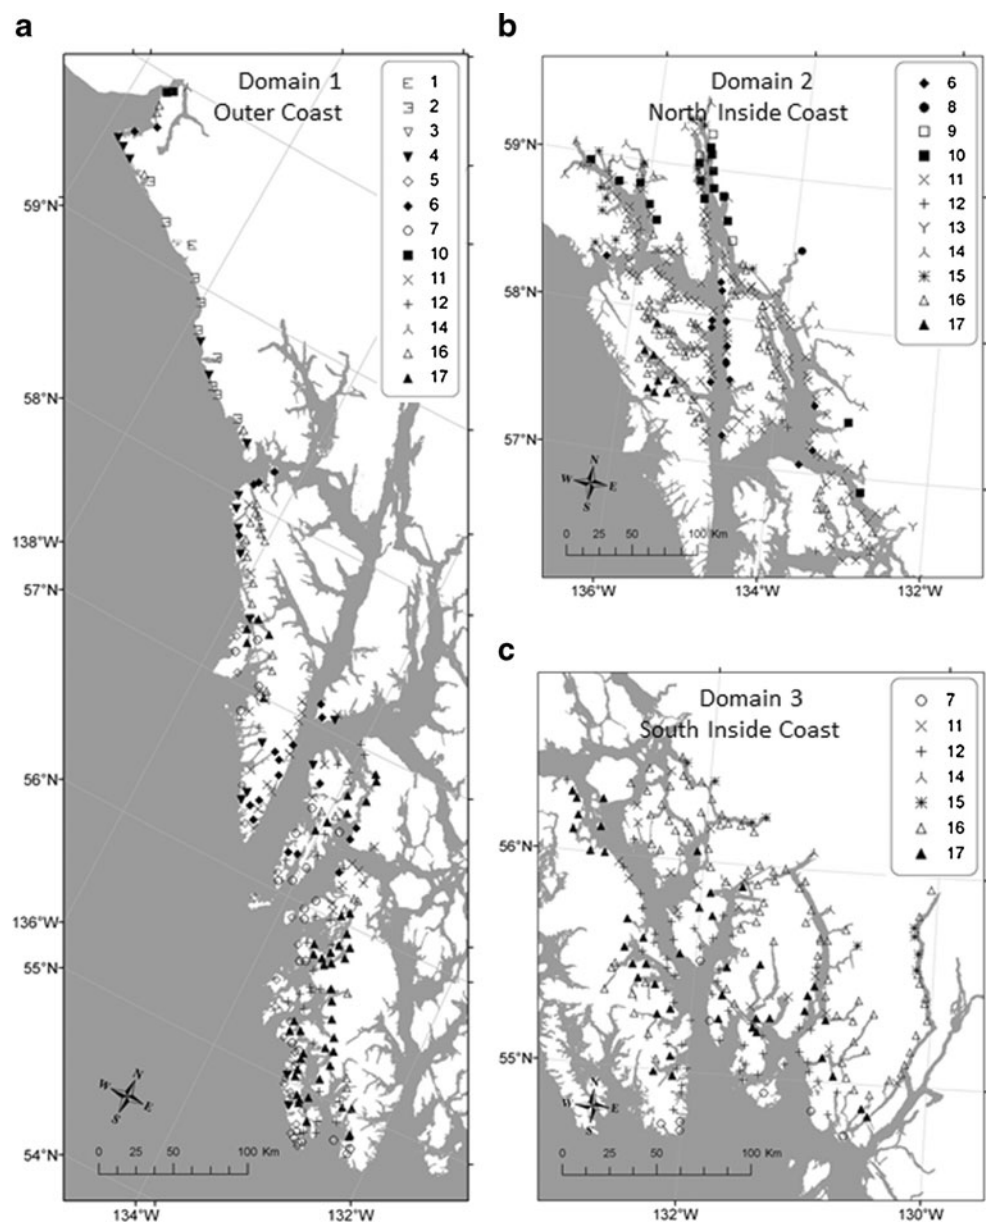 a
Domain 1
Outer Coast
1
2
3
4
5
6
7
10
11
12
14
16
17
59°N
58°N
138°W
57°N
56°N
136°W
55°N
54°N
134°W
132°W
N
W
E
S
0 25 50 100 Km
b
Domain 2
North Inside Coast
6
8
9
10
11
12
13
14
15
16
17
59°N
58°N
57°N
N
W
E
S
0 25 50 100 Km
136°W
134°W
132°W
c
Domain 3
South Inside Coast
7
11
12
14
15
16
17
56°N
55°N
N
W
E
S
0 25 50 100 Km
132°W
130°W